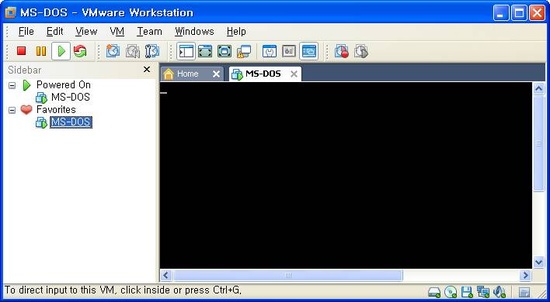 MS-DOS - VMware Workstation
File Edit View VM Team Windows Help
Sidebar
Home
MS-DOS
Powered On
MS-DOS
Favorites
MS-DOS
To direct input to this VM, click inside or press Ctrl+G.